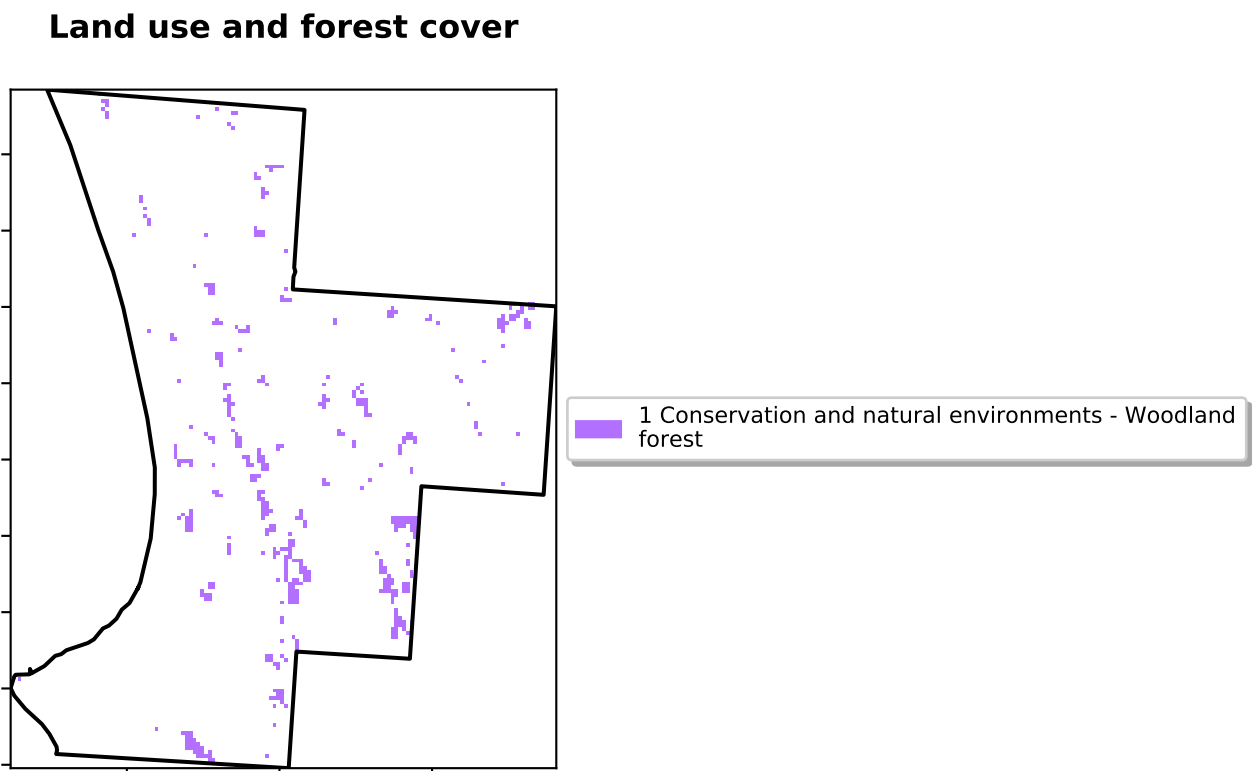 Land use and forest cover
1 Conservation and natural environments - Woodland
forest